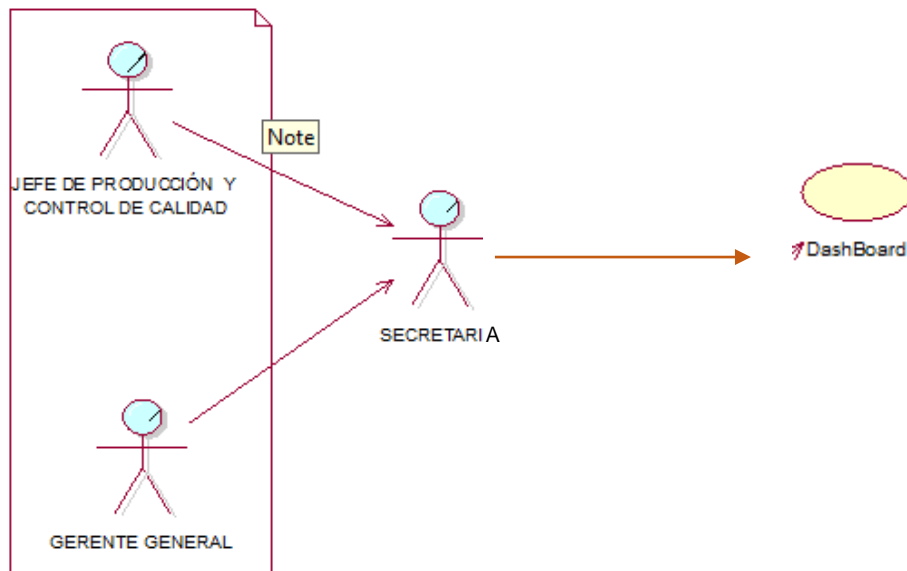 Note
JEFE DE PRODUCCIÓN Y
CONTROL DE CALIDAD
DashBoard
SECRETARIA
GERENTE GENERAL